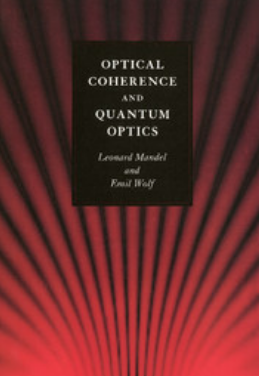 OPTICAL
COHERENCE
AND
QUANTUM
OPTICS
Leonard Mandel
and
Emil Wolf